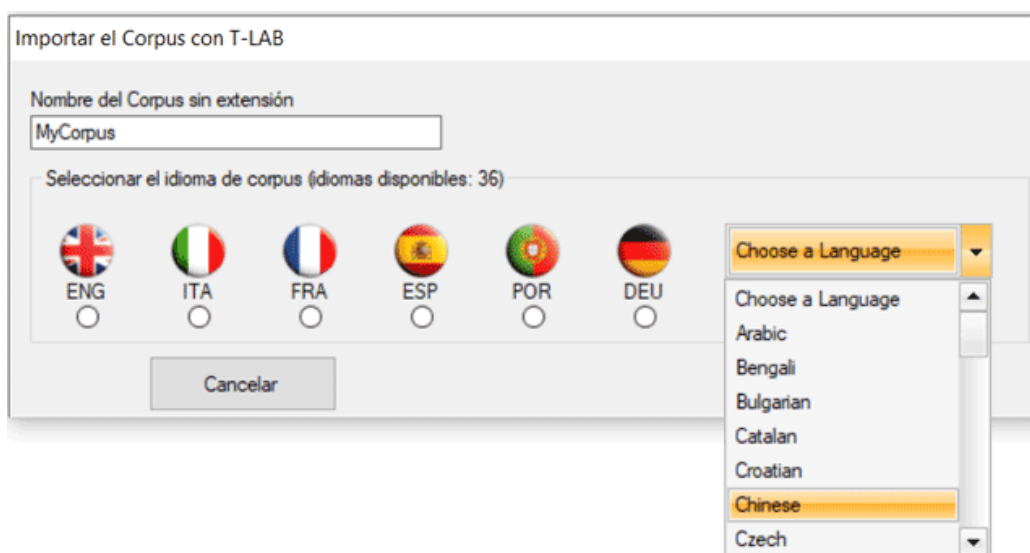 Importar el Corpus con T-LAB
Nombre del Corpus sin extensión
MyCorpus
Seleccionar el idioma de corpus (idiomas disponibles: 36)
ENG ITA FRA ESP POR DEU
Choose a Language
Choose a Language
Arabic
Bengali
Bulgarian
Catalan
Croatian
Chinese
Czech
Cancelar